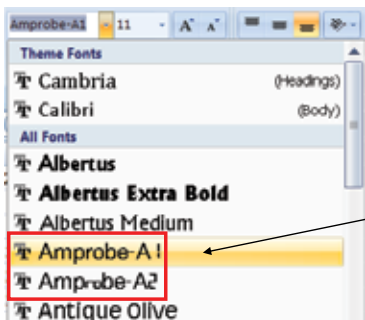 Amprobe-A1 11 A A
Theme Fonts
Cambria (Headings)
Calibri (Body)
All Fonts
Albertus
Albertus Extra Bold
Albertus Medium
Amprobe-A1
Amprobe-A2
Antique Olive